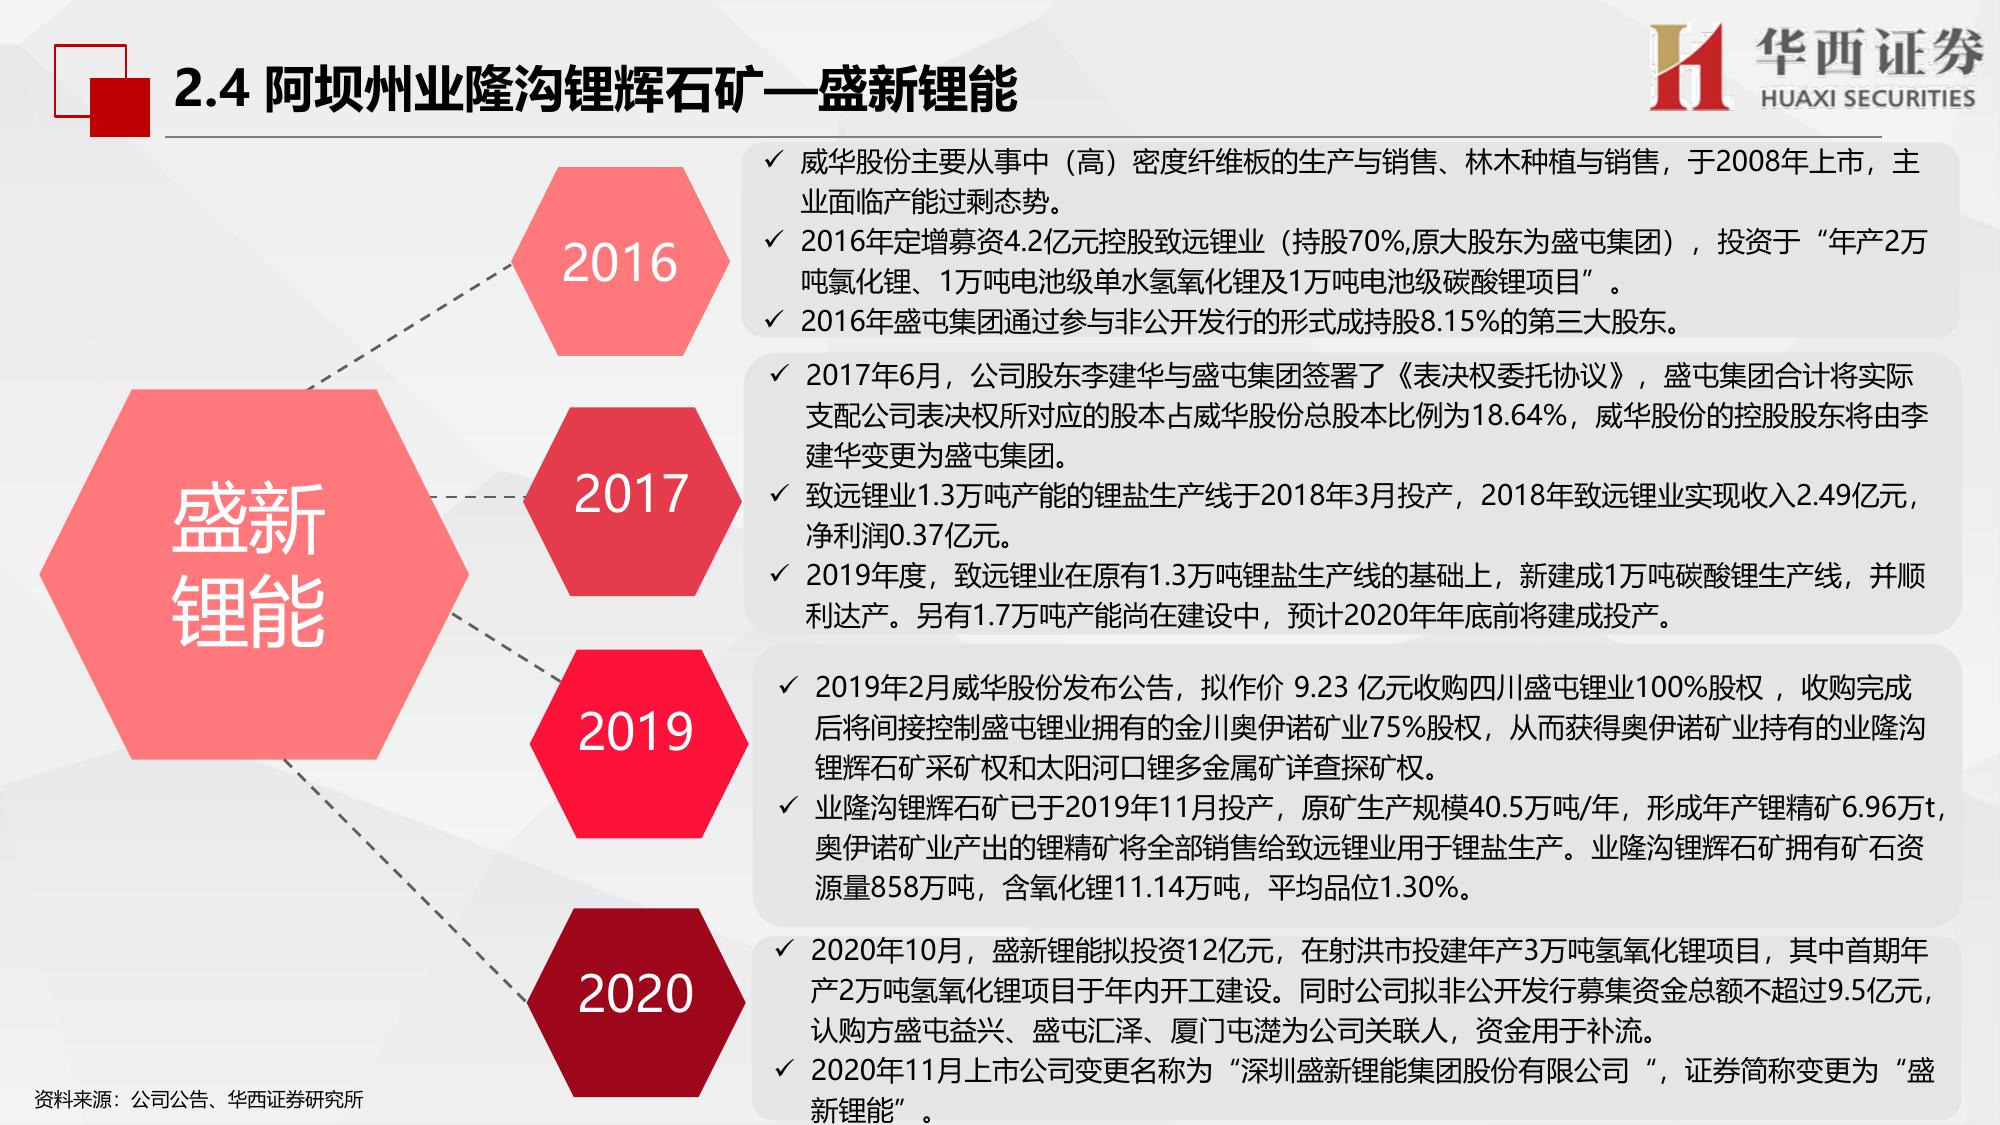 2.4 阿坝州业隆沟锂辉石矿—盛新锂能
华西证券
HUAXI SECURITIES
2016
✓ 威华股份主要从事中（高）密度纤维板的生产与销售、林木种植与销售，于2008年上市，主
业面临产能过剩态势。
✓ 2016年定增募资4.2亿元控股致远锂业（持股70%,原大股东为盛屯集团），投资于“年产2万
吨氯化锂、1万吨电池级单水氢氧化锂及1万吨电池级碳酸锂项目”。
✓ 2016年盛屯集团通过参与非公开发行的形式成持股8.15%的第三大股东。
2017
✓ 2017年6月，公司股东李建华与盛屯集团签署了《表决权委托协议》，盛屯集团合计将实际
支配公司表决权所对应的股本占威华股份总股本比例为18.64%，威华股份的控股股东将由李
建华变更为盛屯集团。
✓ 致远锂业1.3万吨产能的锂盐生产线于2018年3月投产，2018年致远锂业实现收入2.49亿元，
净利润0.37亿元。
✓ 2019年度，致远锂业在原有1.3万吨锂盐生产线的基础上，新建成1万吨碳酸锂生产线，并顺
利达产。另有1.7万吨产能尚在建设中，预计2020年年底前将建成投产。
盛新
锂能
2019
✓ 2019年2月威华股份发布公告，拟作价 9.23 亿元收购四川盛屯锂业100%股权 ，收购完成
后将间接控制盛屯锂业拥有的金川奥伊诺矿业75%股权，从而获得奥伊诺矿业持有的业隆沟
锂辉石矿采矿权和太阳河口锂多金属矿详查探矿权。
✓ 业隆沟锂辉石矿已于2019年11月投产，原矿生产规模40.5万吨/年，形成年产锂精矿6.96万t，
奥伊诺矿业产出的锂精矿将全部销售给致远锂业用于锂盐生产。业隆沟锂辉石矿拥有矿石资
源量858万吨，含氧化锂11.14万吨，平均品位1.30%。
2020
✓ 2020年10月，盛新锂能拟投资12亿元，在射洪市投建年产3万吨氢氧化锂项目，其中首期年
产2万吨氢氧化锂项目于年内开工建设。同时公司拟非公开发行募集资金总额不超过9.5亿元，
认购方盛屯益兴、盛屯汇泽、厦门屯濋为公司关联人，资金用于补流。
✓ 2020年11月上市公司变更名称为“深圳盛新锂能集团股份有限公司“，证券简称变更为“盛
新锂能”。
资料来源：公司公告、华西证券研究所